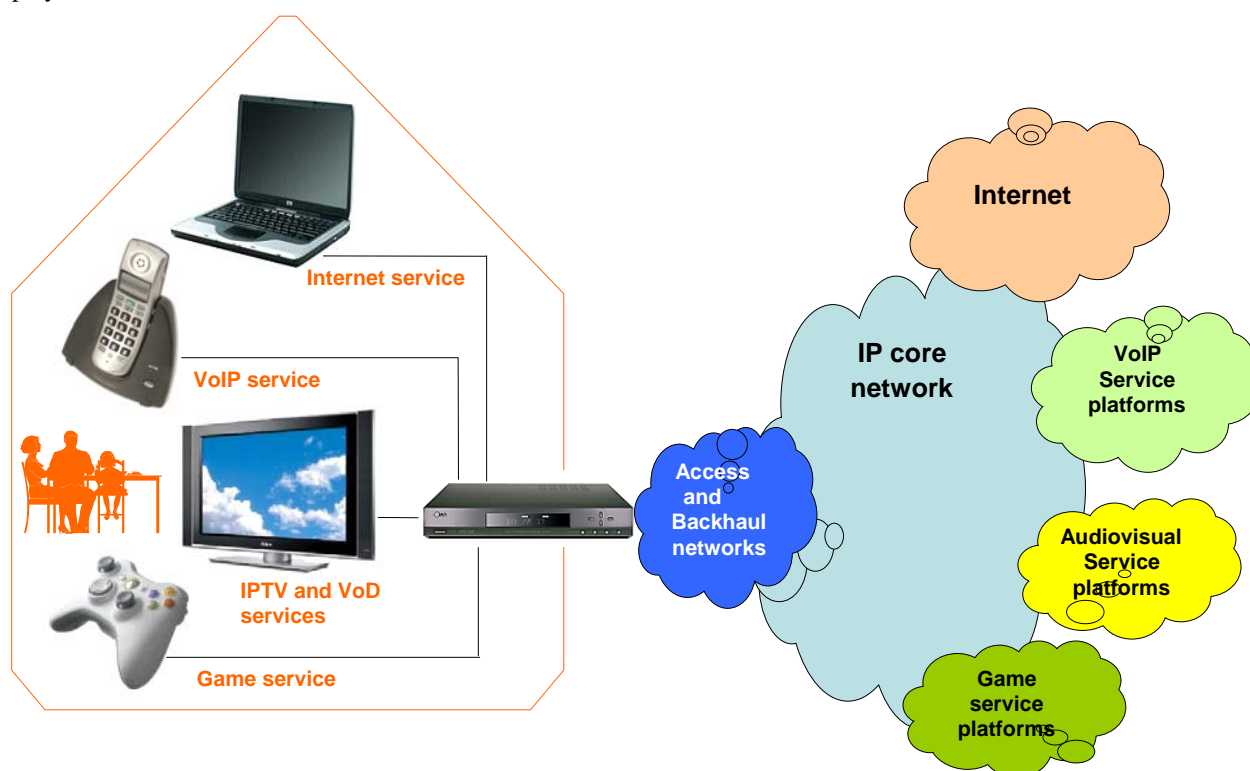 Internet service
VoIP service
IPTV and VoD
services
Game service
Access
and
Backhaul
networks
IP core
network
Internet
VoIP
Service
platforms
Audiovisual
Service
platforms
Game
service
platforms